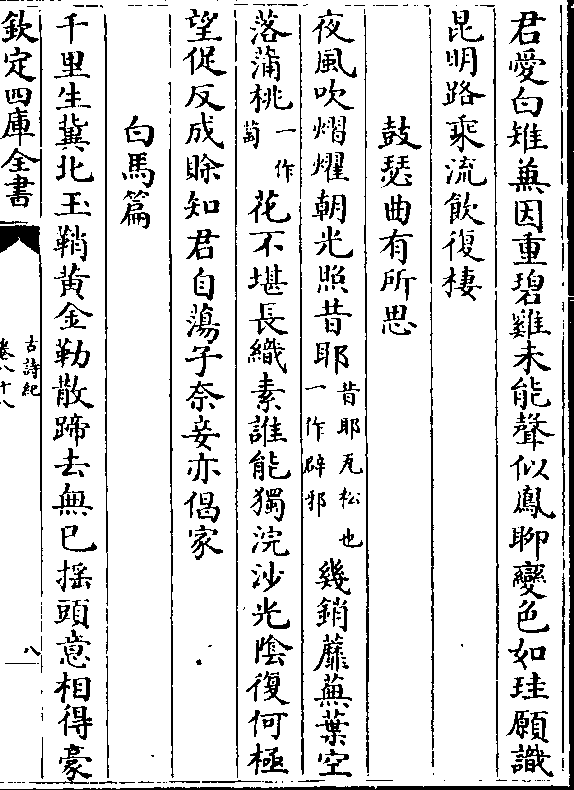 君愛白雉兼因重碧雞未能聲似鳳聊變色如珪願識
昆明路乘流飲復棲
鼓瑟曲有所思
夜風吹熠燿朝光照昔耶昔耶瓦松也一作辟邪幾銷蘼蕪葉空
落蒲桃一作萄花不堪長織素誰能獨浣沙光陰復何極
望促反成賒知君自蕩子奈妾亦倡家
白馬篇
千里生冀北玉鞘黄金勒散蹄去無已揺頭意相得豪
欽定四庫全書
古詩紀
卷八十八
八